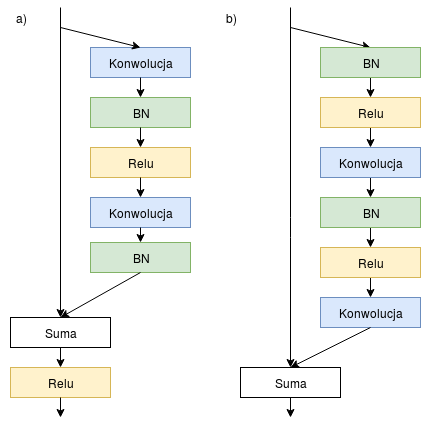 a)
Konwolucja
BN
Relu
Konwolucja
BN
Suma
Relu
b)
BN
Relu
Konwolucja
BN
Relu
Konwolucja
Suma